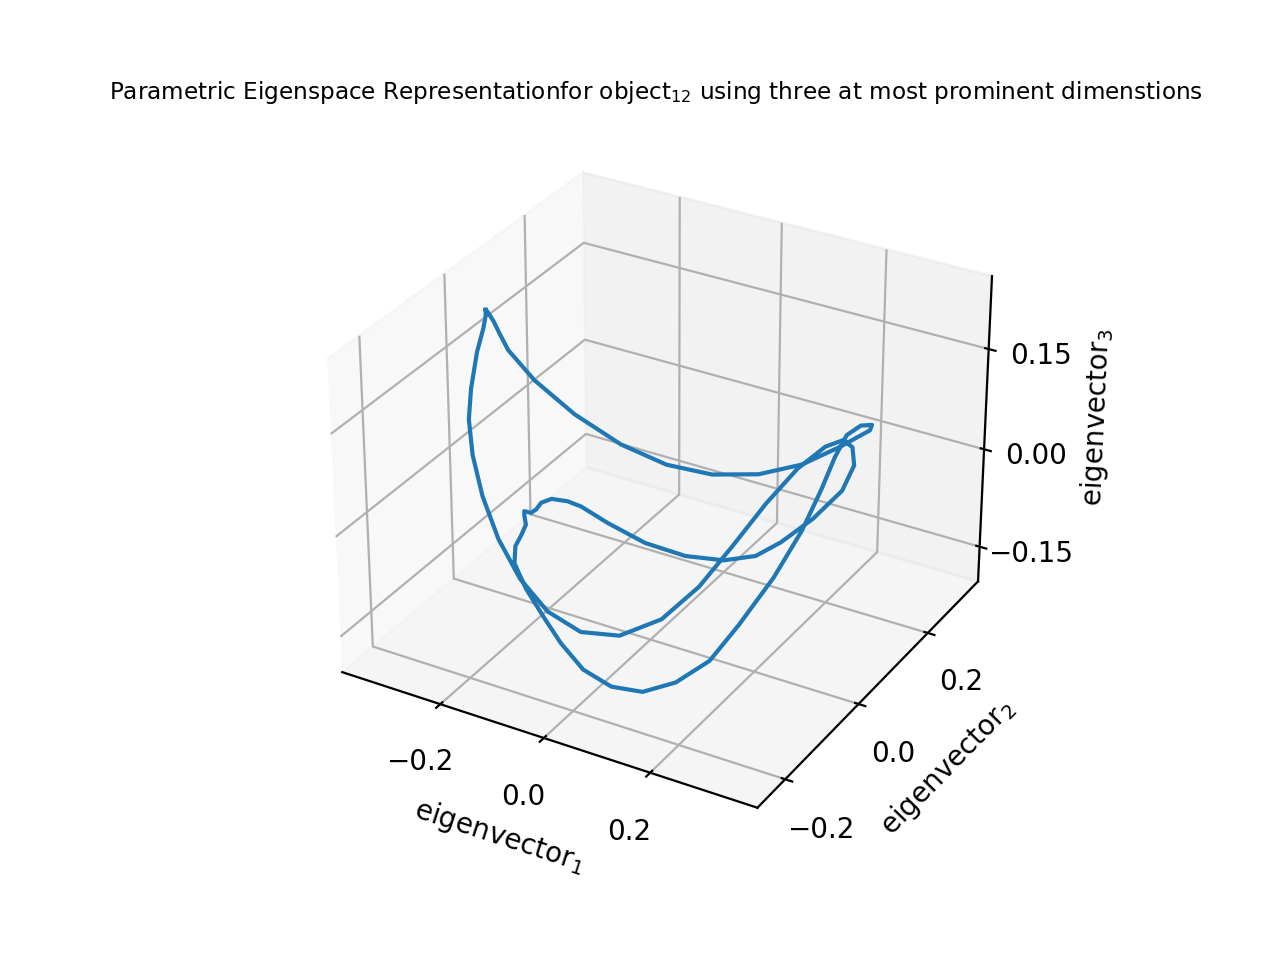 Parametric Eigenspace Representationfor object₁₂ using three at most prominent dimenstions
0.15
0.00
−0.15
eigenvector₃
0.2
0.0
−0.2
eigenvector₂
−0.2
0.0
0.2
eigenvector₁